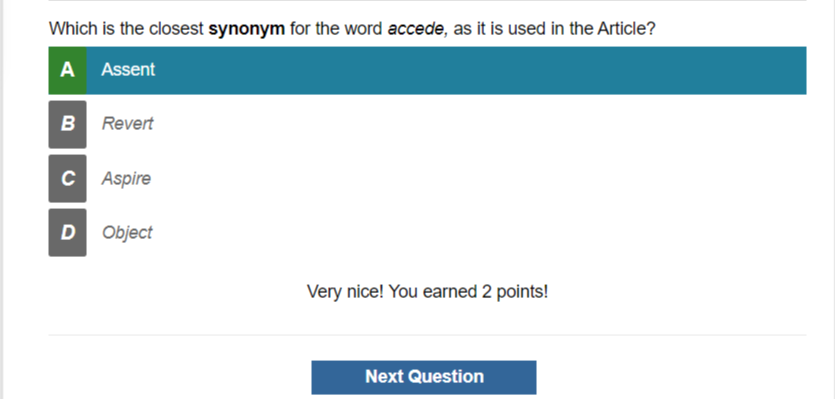 Which is the closest synonym for the word accede, as it is used in the Article?
A Assent
B Revert
C Aspire
D Object
Very nice! You earned 2 points!
Next Question